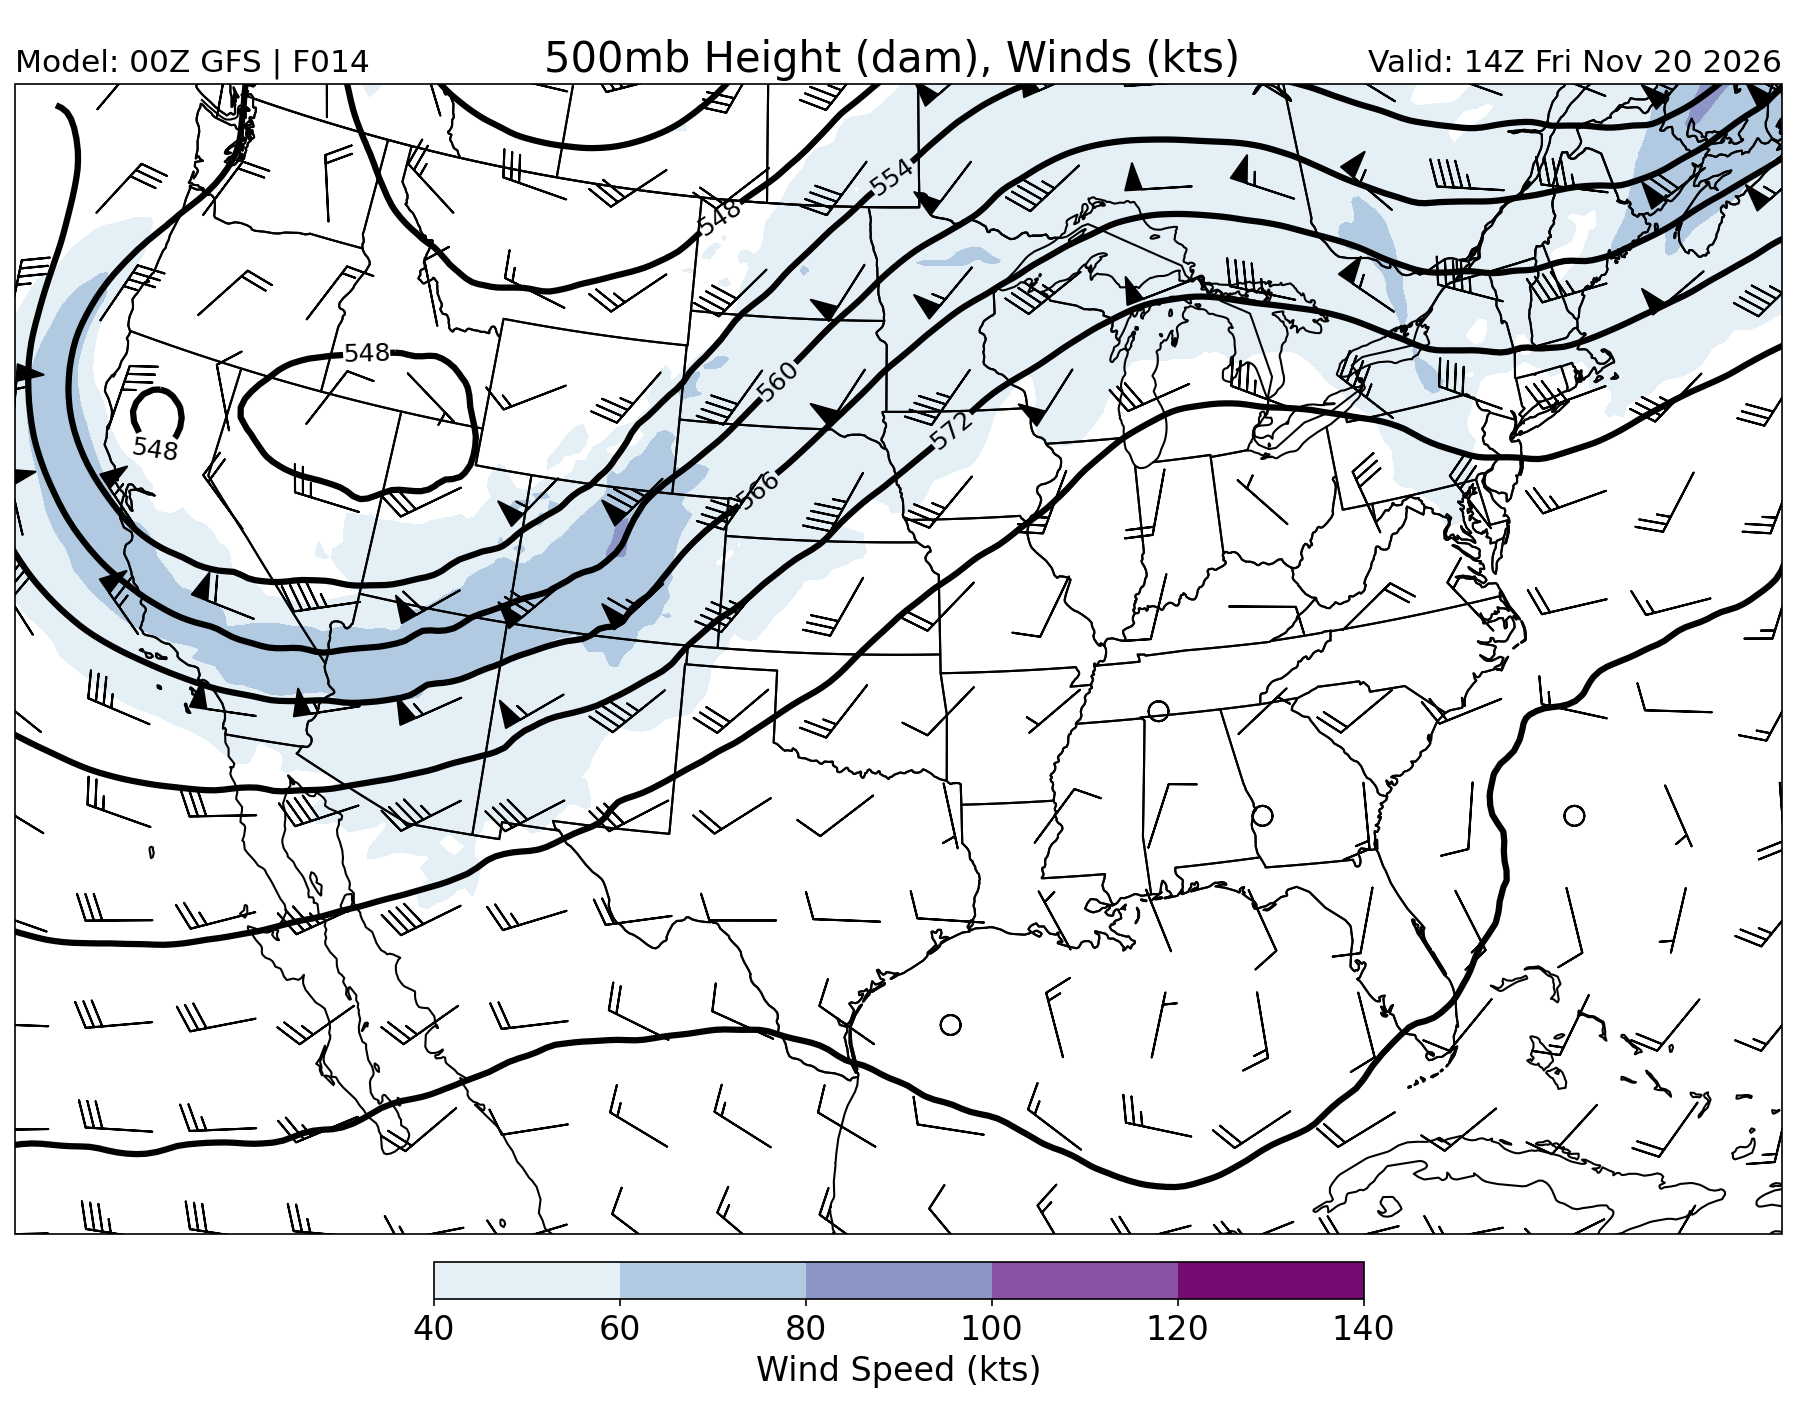 Model: 00Z GFS | F014
500mb Height (dam), Winds (kts)
Valid: 14Z Fri Nov 20 2026
554
548
548
560
548
572
566
40 60 80 100 120 140
Wind Speed (kts)